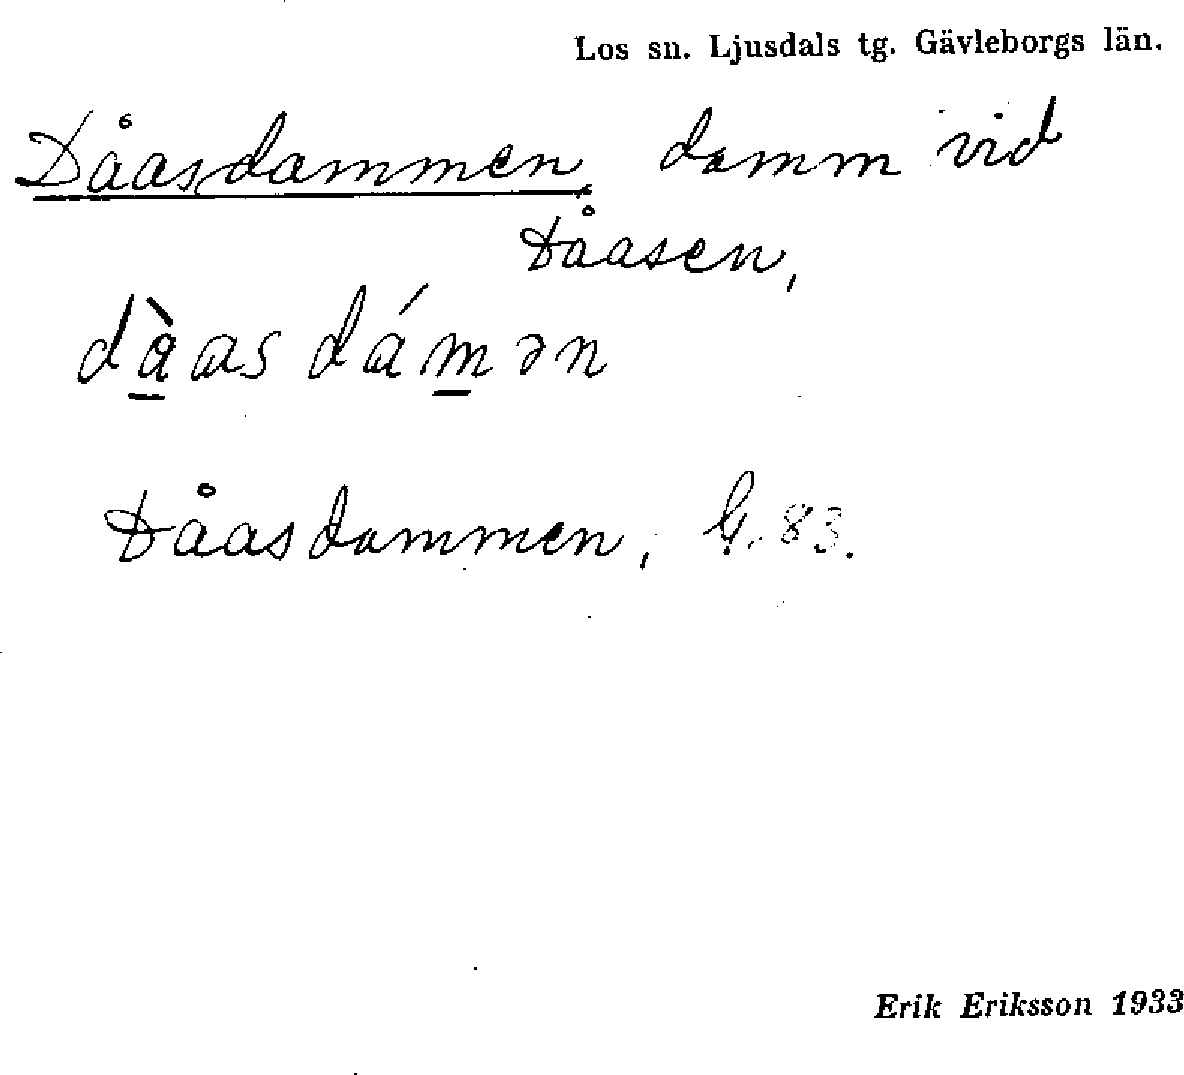 Los sn. Ljusdals tg. Gävleborgs län.
Dåasdammen, damm vid
Dåasen,
dàas dámən
Dåasdammen, G. 83.
Erik Eriksson 1933